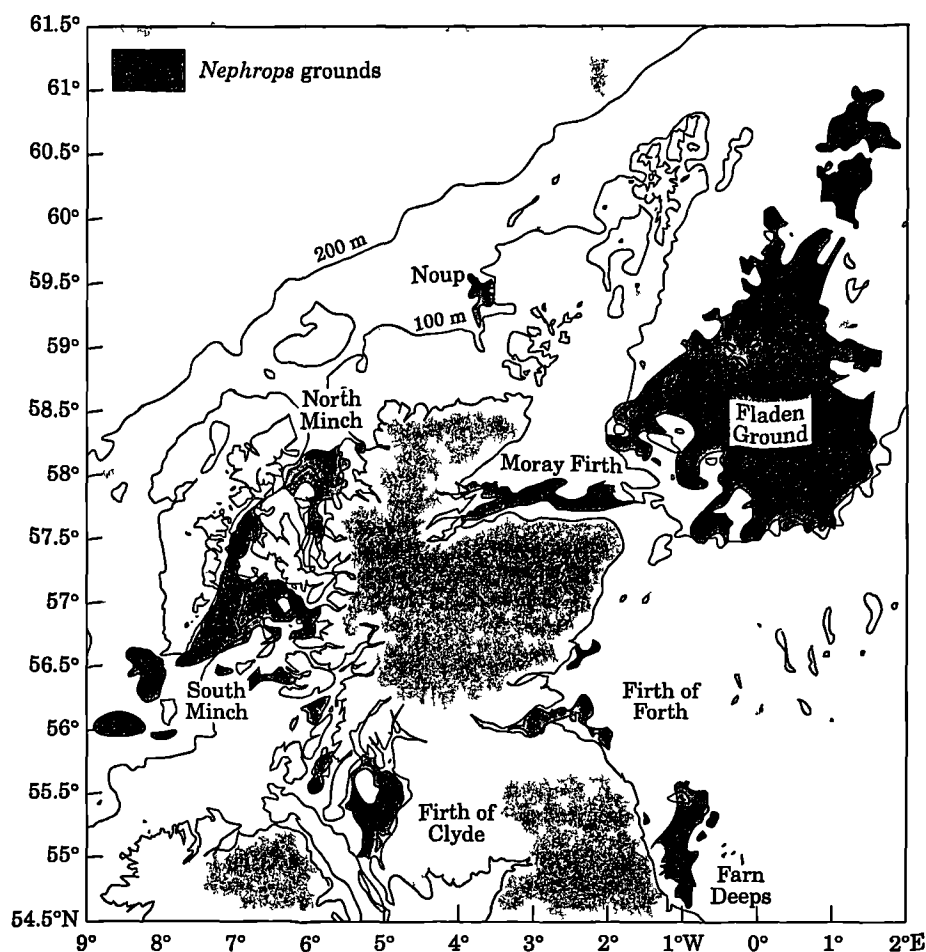 61.5°
Nephrops grounds
61°
60.5°
60°
200 m
59.5°
Noup
100 m
59°
North
Minch
58.5°
Fladen
Ground
58°
Moray Firth
57.5°
57°
56.5°
South
Minch
Firth of
Forth
56°
55.5°
Firth of
Clyde
55°
Farn
Deeps
54.5°N
9° 8° 7° 6° 5° 4° 3° 2° 1°W 0° 1° 2°E